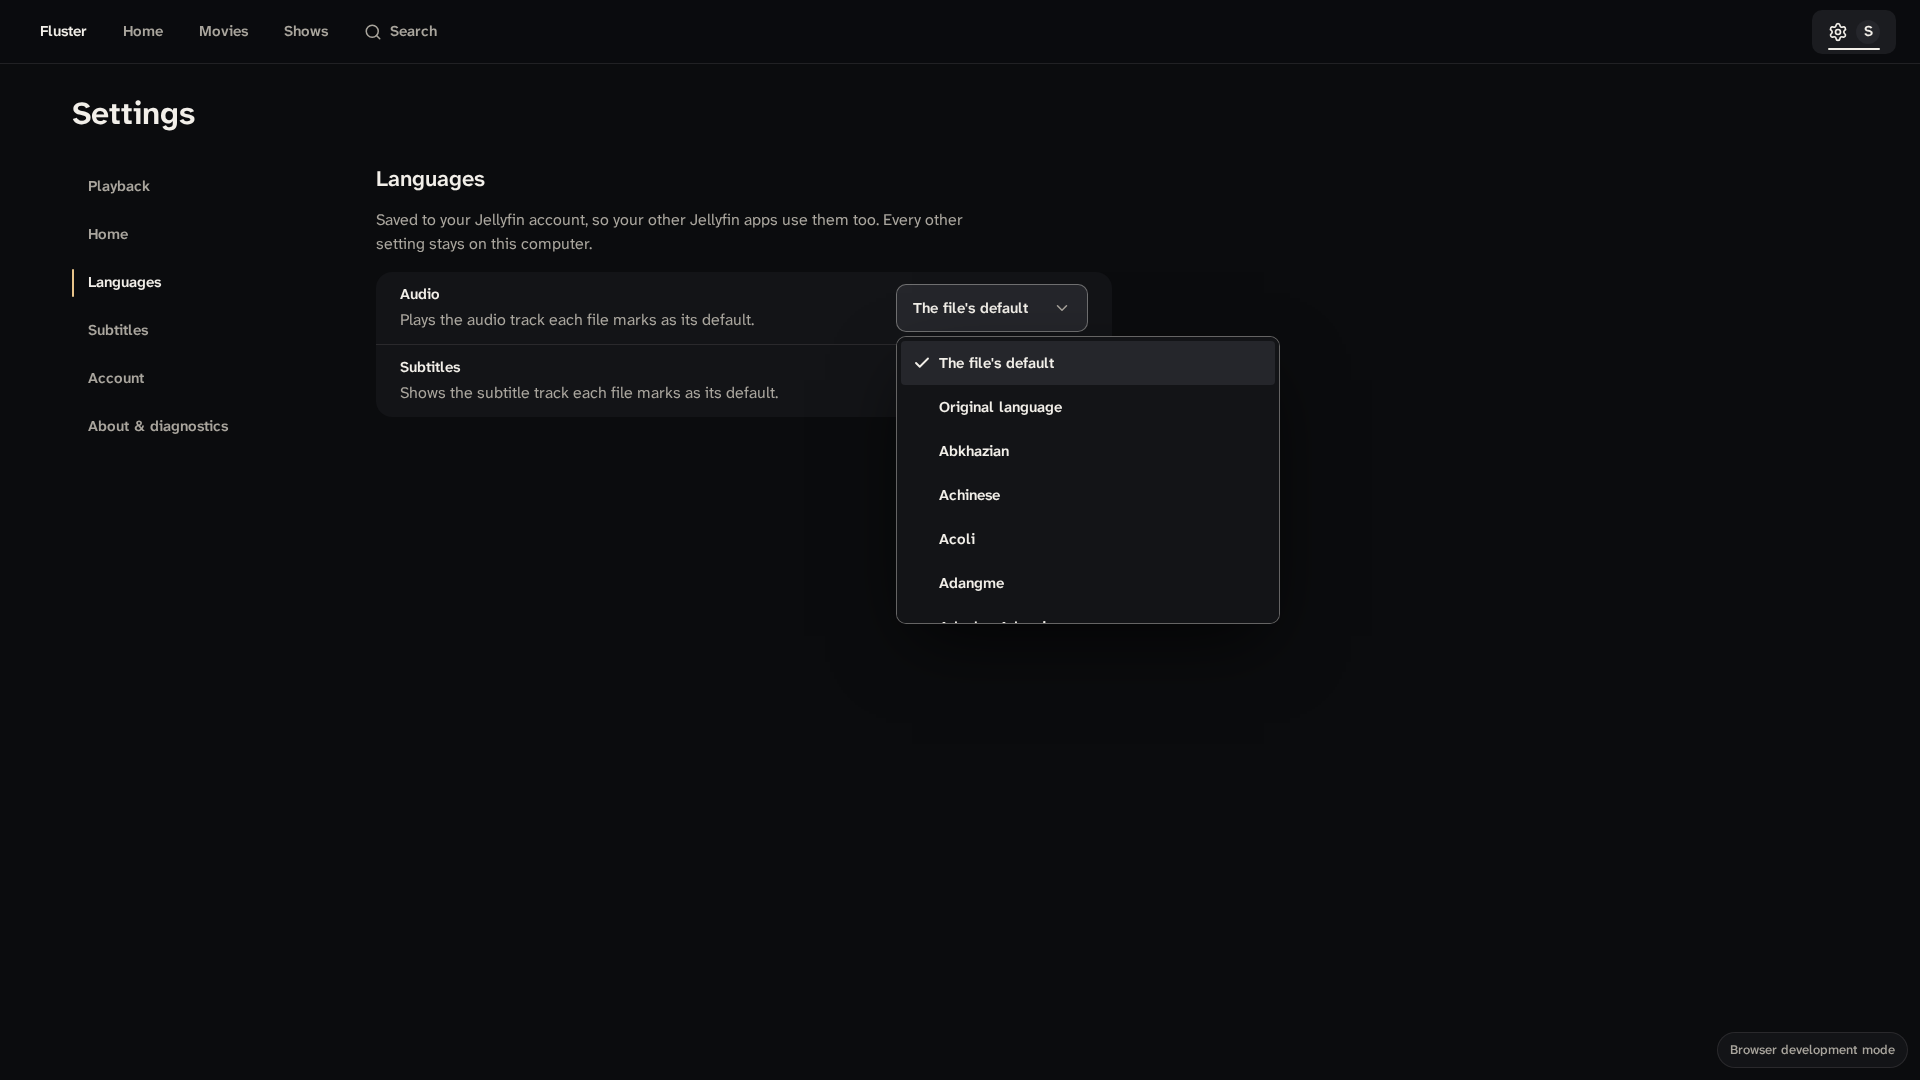 Fluster
Home
Movies
Shows
Search
S
Settings
Playback
Home
Languages
Subtitles
Account
About & diagnostics
Languages
Saved to your Jellyfin account, so your other Jellyfin apps use them too. Every other
setting stays on this computer.
Audio
Plays the audio track each file marks as its default.
The file's default
Subtitles
Shows the subtitle track each file marks as its default.
The file's default
Original language
Abkhazian
Achinese
Acoli
Adangme
Browser development mode